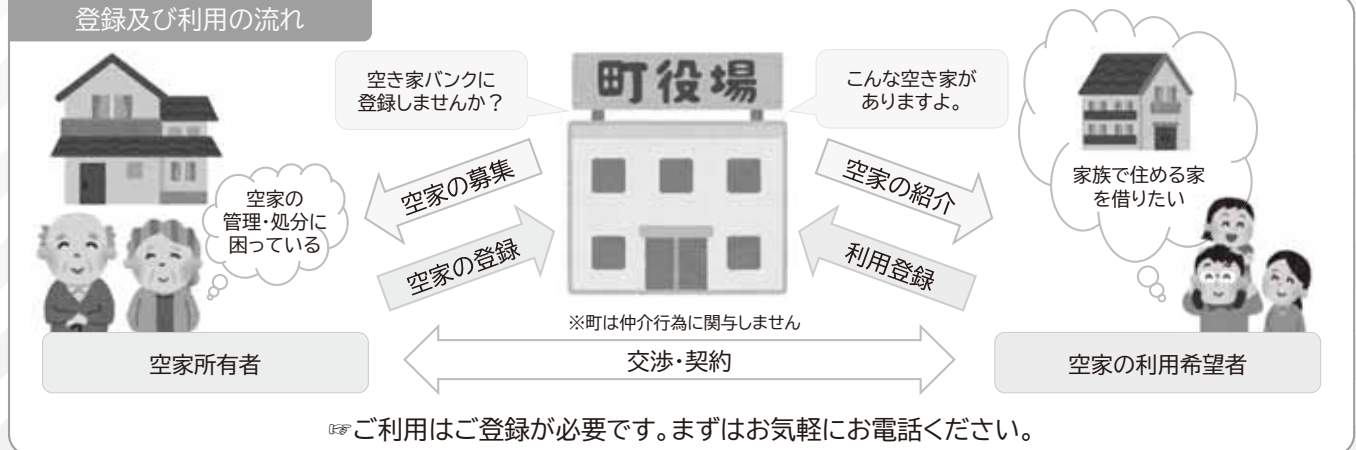 登録及び利用の流れ
空き家バンクに
登録しませんか？
町役場
こんな空き家が
ありますよ。
空家の
管理・処分に
困っている
空家の募集
空家の登録
空家の紹介
利用登録
家族で住める家
を借りたい
※町は仲介行為に関与しません
空家所有者
交渉・契約
空家の利用希望者
☞ご利用はご登録が必要です。まずはお気軽にお電話ください。